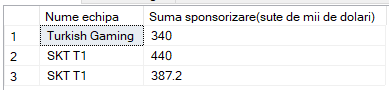 Nume echipa Suma sponsorizare(sute de mii de dolari)
1 Turkish Gaming 340
2 SKT T1 440
3 SKT T1 387.2